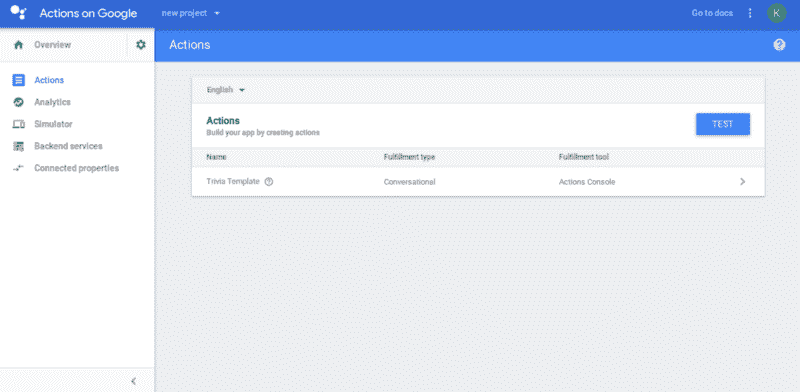 Actions on Google
new project
Go to docs
K
Overview
Actions
Analytics
Simulator
Backend services
Connected properties
Actions
English
Actions
Build your app by creating actions
TEST
Name Fulfillment type Fulfillment tool
Trivia Template Conversational Actions Console